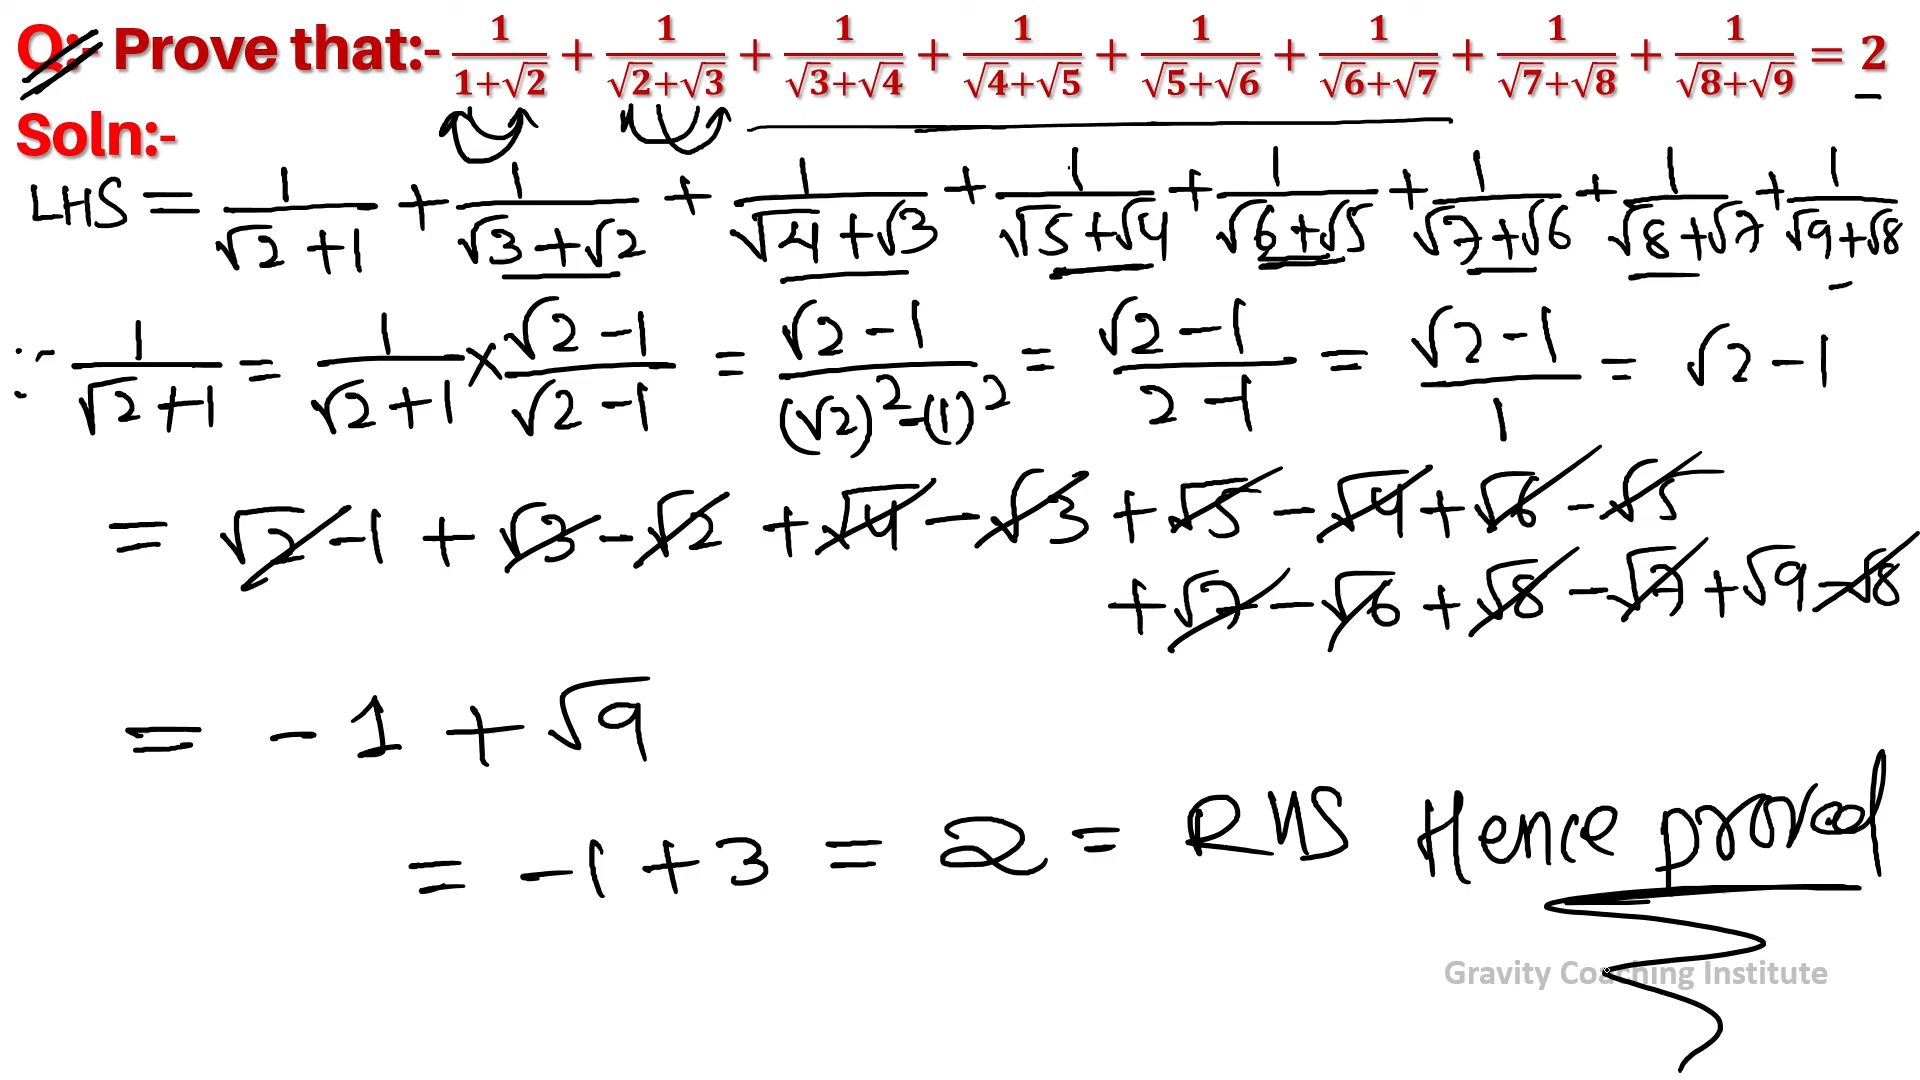 Q:- Prove that:- 1/(1+√2) + 1/(√2+√3) + 1/(√3+√4) + 1/(√4+√5) + 1/(√5+√6) + 1/(√6+√7) + 1/(√7+√8) + 1/(√8+√9) = 2
Soln:-
LHS = 1/(√2+1) + 1/(√3+√2) + 1/(√4+√3) + 1/(√5+√4) + 1/(√6+√5) + 1/(√7+√6) + 1/(√8+√7) + 1/(√9+√8)
∵ 1/(√2+1) = 1/(√2+1) × (√2-1)/(√2-1) = (√2-1)/((√2)²-(1)²) = (√2-1)/(2-1) = (√2-1)/1 = √2-1
= √2-1 + √3-√2 + √4-√3 + √5-√4 + √6-√5
+√7-√6 + √8-√7 + √9-√8
= -1 + √9
= -1 + 3 = 2 = RHS Hence proved
Gravity Coaching Institute